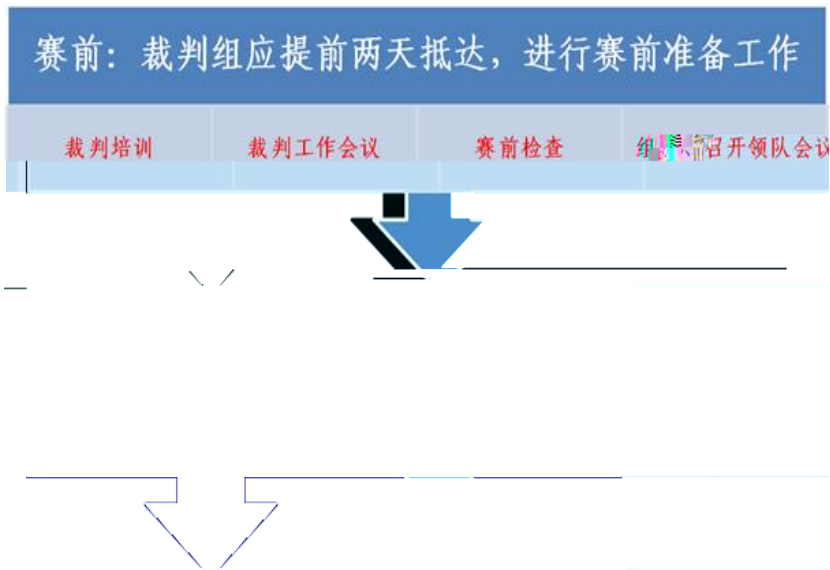 赛前：裁判组应提前两天抵达，进行赛前准备工作
裁判培训 裁判工作会议 赛前检查 组 召开领队会议